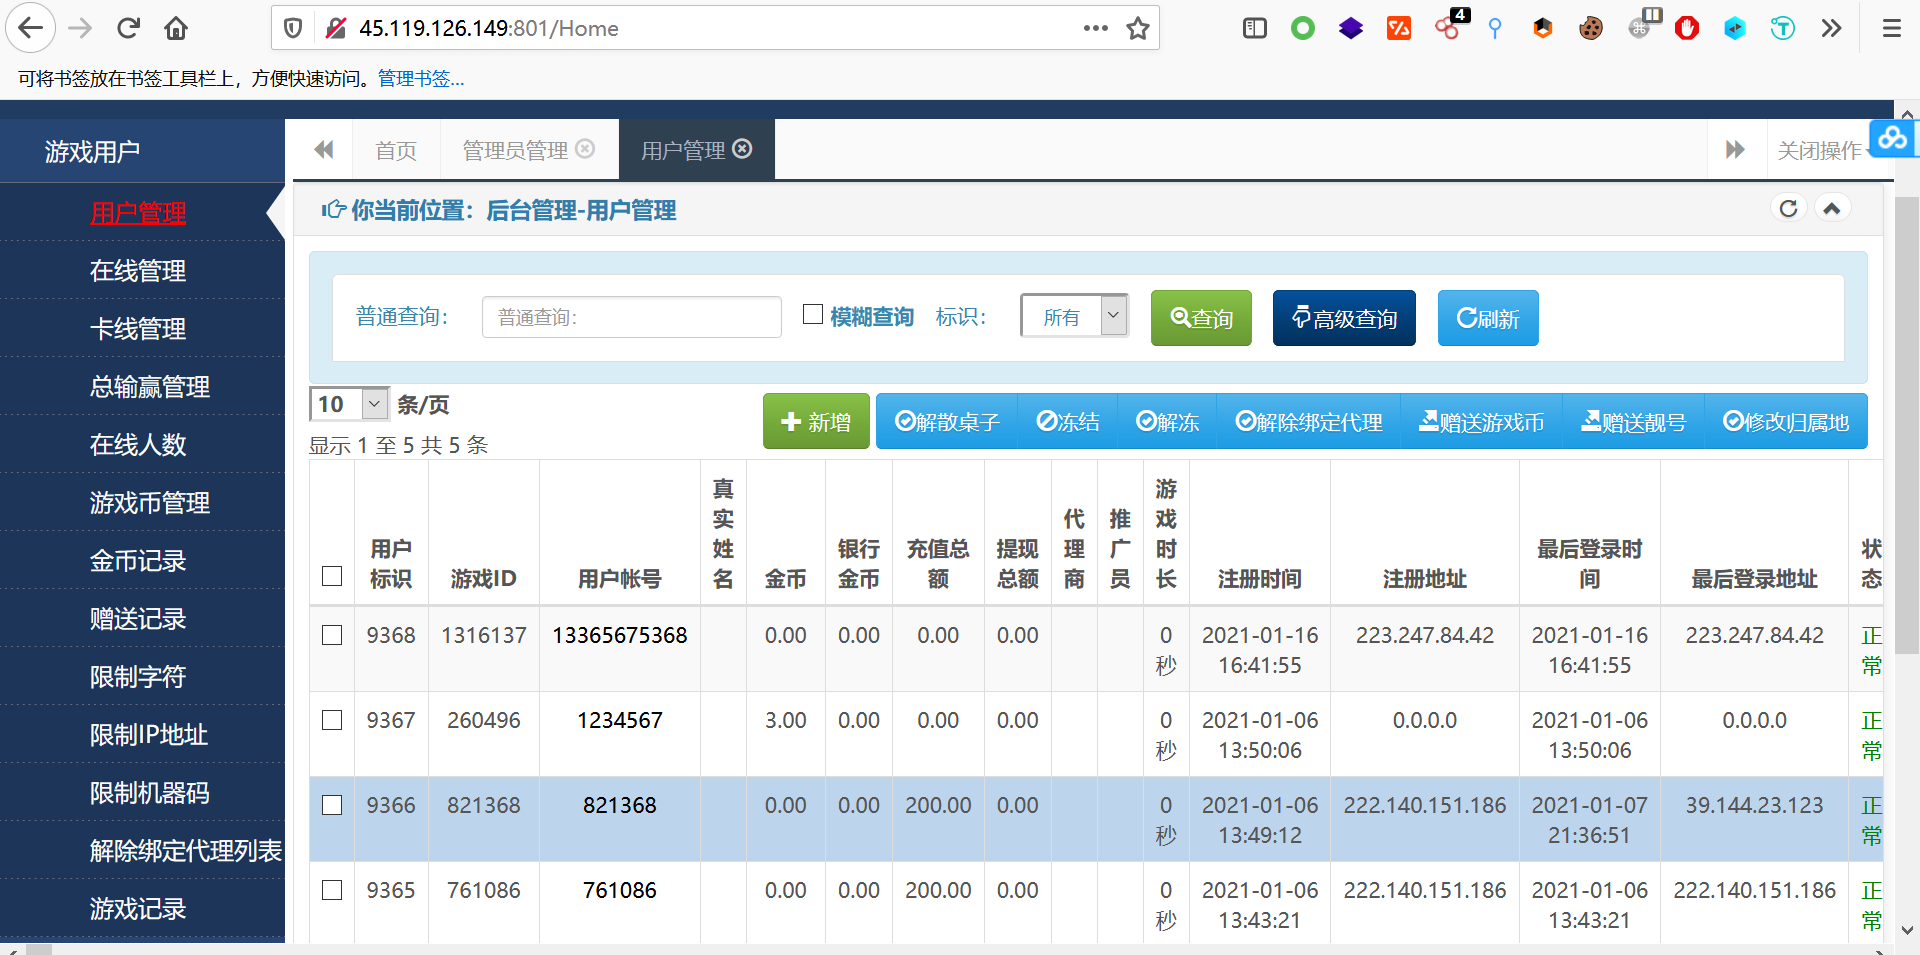 45.119.126.149:801/Home
4
可将书签放在书签工具栏上，方便快速访问。管理书签...
游戏用户
首页
管理员管理
用户管理
关闭操作
用户管理
在线管理
卡线管理
总输赢管理
在线人数
游戏币管理
金币记录
赠送记录
限制字符
限制IP地址
限制机器码
解除绑定代理列表
游戏记录
你当前位置：后台管理-用户管理
普通查询：
普通查询：
模糊查询
标识：
所有
查询
高级查询
刷新
10 条/页
新增
解散桌子
冻结
解冻
解除绑定代理
赠送游戏币
赠送靓号
修改归属地
显示 1 至 5 共 5 条
用户标识 游戏ID 用户帐号 真实姓名 金币 银行金币 充值总额 提现总额 代理商 推广员 游戏时长 注册时间 注册地址 最后登录时间 最后登录地址 状态
9368 1316137 13365675368 0.00 0.00 0.00 0.00 0秒 2021-01-16 16:41:55 223.247.84.42 2021-01-16 16:41:55 223.247.84.42 正常
9367 260496 1234567 3.00 0.00 0.00 0.00 0秒 2021-01-06 13:50:06 0.0.0.0 2021-01-06 13:50:06 0.0.0.0 正常
9366 821368 821368 0.00 0.00 200.00 0.00 0秒 2021-01-06 13:49:12 222.140.151.186 2021-01-07 21:36:51 39.144.23.123 正常
9365 761086 761086 0.00 0.00 200.00 0.00 0秒 2021-01-06 13:43:21 222.140.151.186 2021-01-06 13:43:21 222.140.151.186 正常